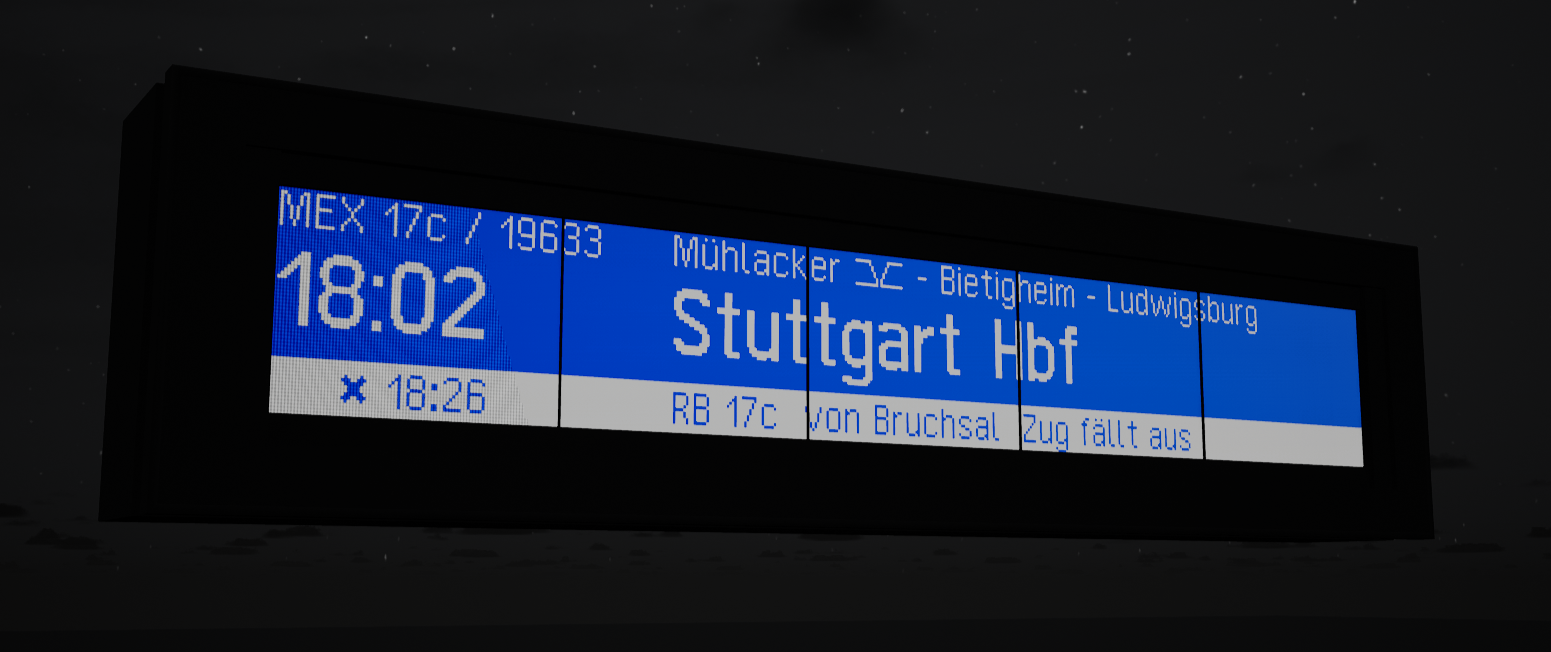 MEX 17c / 19633 Mühlacker - Bietigheim - Ludwigsburg
18:02 Stuttgart Hbf
18:26 RB 17c von Bruchsal Zug fällt aus